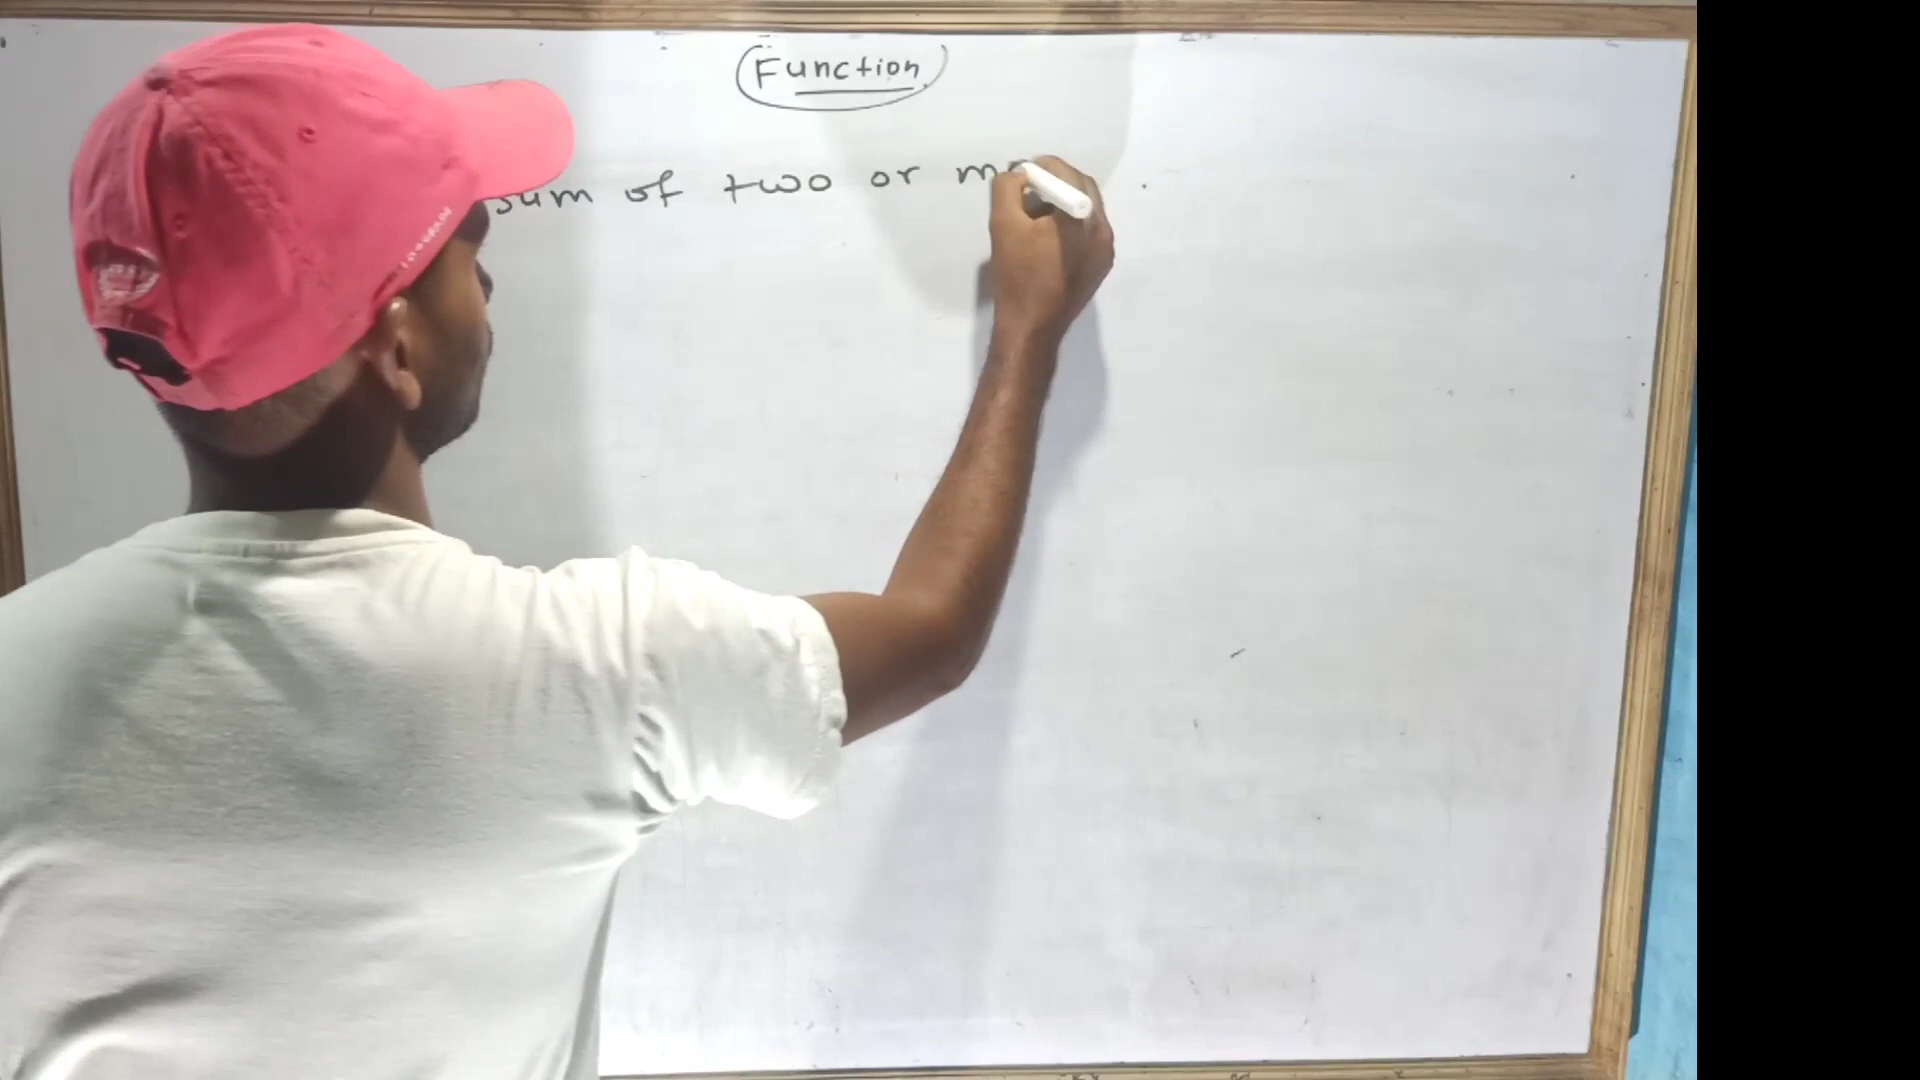 Function
sum of two or